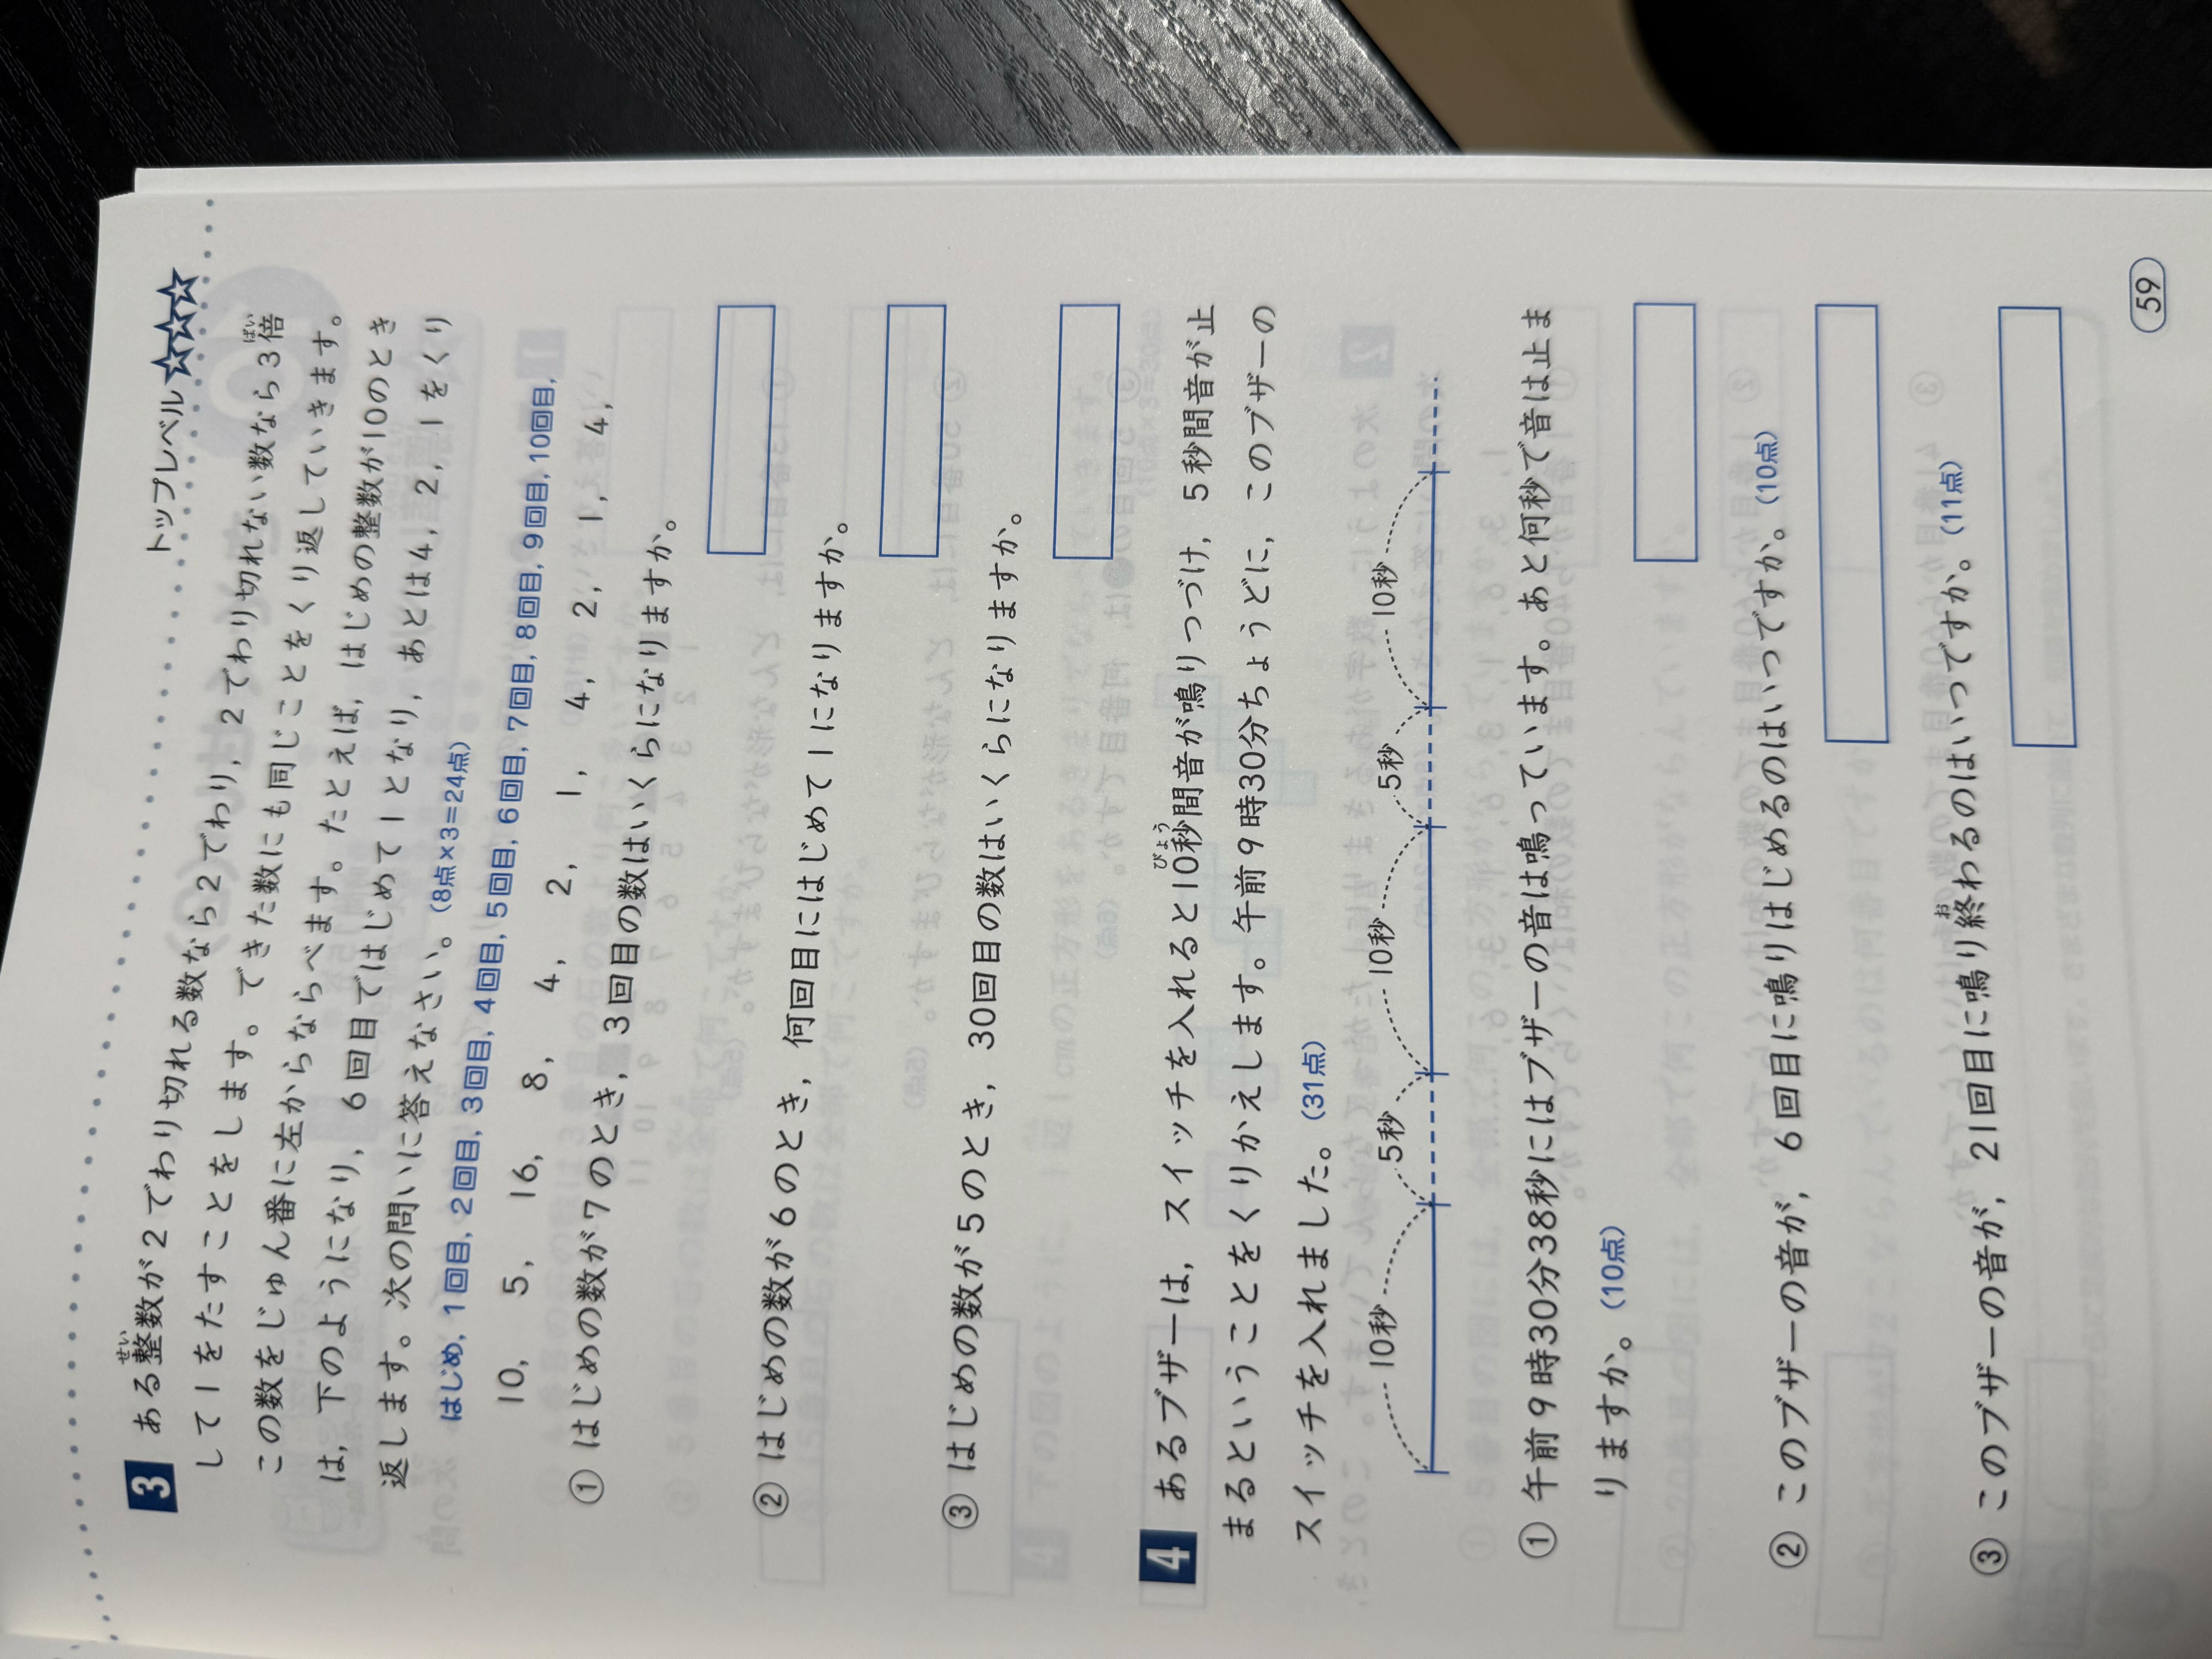 トップレベル ☆☆☆
3 ある整数が2でわり切れる数なら2でわり, 2でわり切れない数なら3倍
せい
ばい
して1をたすことをします。できた数にも同じことをくり返していきます。
この数をじゅん番に左からならべます。たとえば, はじめの整数が10のとき
は, 下のようになり, 6回目ではじめて1となり, あとは4, 2, 1をくり
返します。次の問いに答えなさい。(8点×3=24点)
はじめ, 1回目, 2回目, 3回目, 4回目, 5回目, 6回目, 7回目, 8回目, 9回目, 10回目,
10, 5, 16, 8, 4, 2, 1, 4, 2, 1, 4,
① はじめの数が7のとき, 3回目の数はいくらになりますか。
② はじめの数が6のとき, 何回目にはじめて1になりますか。
③ はじめの数が5のとき, 30回目の数はいくらになりますか。
4 あるブザーは, スイッチを入れると10秒間音が鳴りつづけ, 5秒間音が止
びょう
まるということをくりかえします。午前9時30分ちょうどに, このブザーの
スイッチを入れました。(31点)
10秒 5秒 10秒 5秒 10秒
① 午前9時30分38秒にはブザーの音は鳴っています。あと何秒で音は止ま
りますか。(10点)
② このブザーの音が, 6回目に鳴りはじめるのはいつですか。(10点)
③ このブザーの音が, 21回目に鳴り終わるのはいつですか。(11点)
お
59